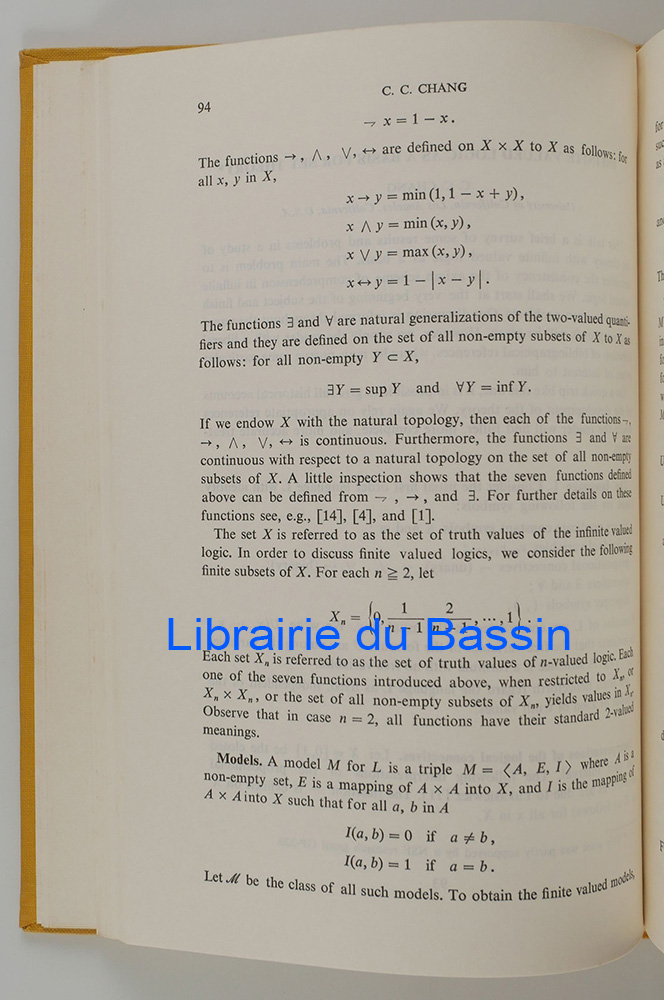 C. C. CHANG
94
¬ x = 1 − x.
The functions →, ∧, ∨, ↔ are defined on X × X to X as follows: for
all x, y in X,
x → y = min (1, 1 − x + y),
x ∧ y = min (x, y),
x ∨ y = max (x, y),
x ↔ y = 1 − | x − y | .
The functions ∃ and ∀ are natural generalizations of the two-valued quanti-
fiers and they are defined on the set of all non-empty subsets of X to X as
follows: for all non-empty Y ⊂ X,
∃Y = sup Y and ∀Y = inf Y.
If we endow X with the natural topology, then each of the functions ¬,
→, ∧, ∨, ↔ is continuous. Furthermore, the functions ∃ and ∀ are
continuous with respect to a natural topology on the set of all non-empty
subsets of X. A little inspection shows that the seven functions defined
above can be defined from ¬ , →, and ∃. For further details on these
functions see, e.g., [14], [4], and [1].
The set X is referred to as the set of truth values of the infinite valued
logic. In order to discuss finite valued logics, we consider the following
finite subsets of X. For each n ≧ 2, let
Xₙ = {0, 1/(n − 1), 2/(n − 1), ⋯, 1} .
Librairie du Bassin
Each set Xₙ is referred to as the set of truth values of n-valued logic. Each
one of the seven functions introduced above, when restricted to Xₙ, or
Xₙ × Xₙ, or the set of all non-empty subsets of Xₙ, yields values in Xₙ.
Observe that in case n = 2, all functions have their standard 2-valued
meanings.
Models. A model M for L is a triple M = ⟨A, E, I⟩ where A is a
non-empty set, E is a mapping of A × A into X, and I is the mapping of
A × A into X such that for all a, b in A
I(a, b) = 0 if a ≠ b,
I(a, b) = 1 if a = b.
Let ℳ be the class of all such models. To obtain the finite valued models,